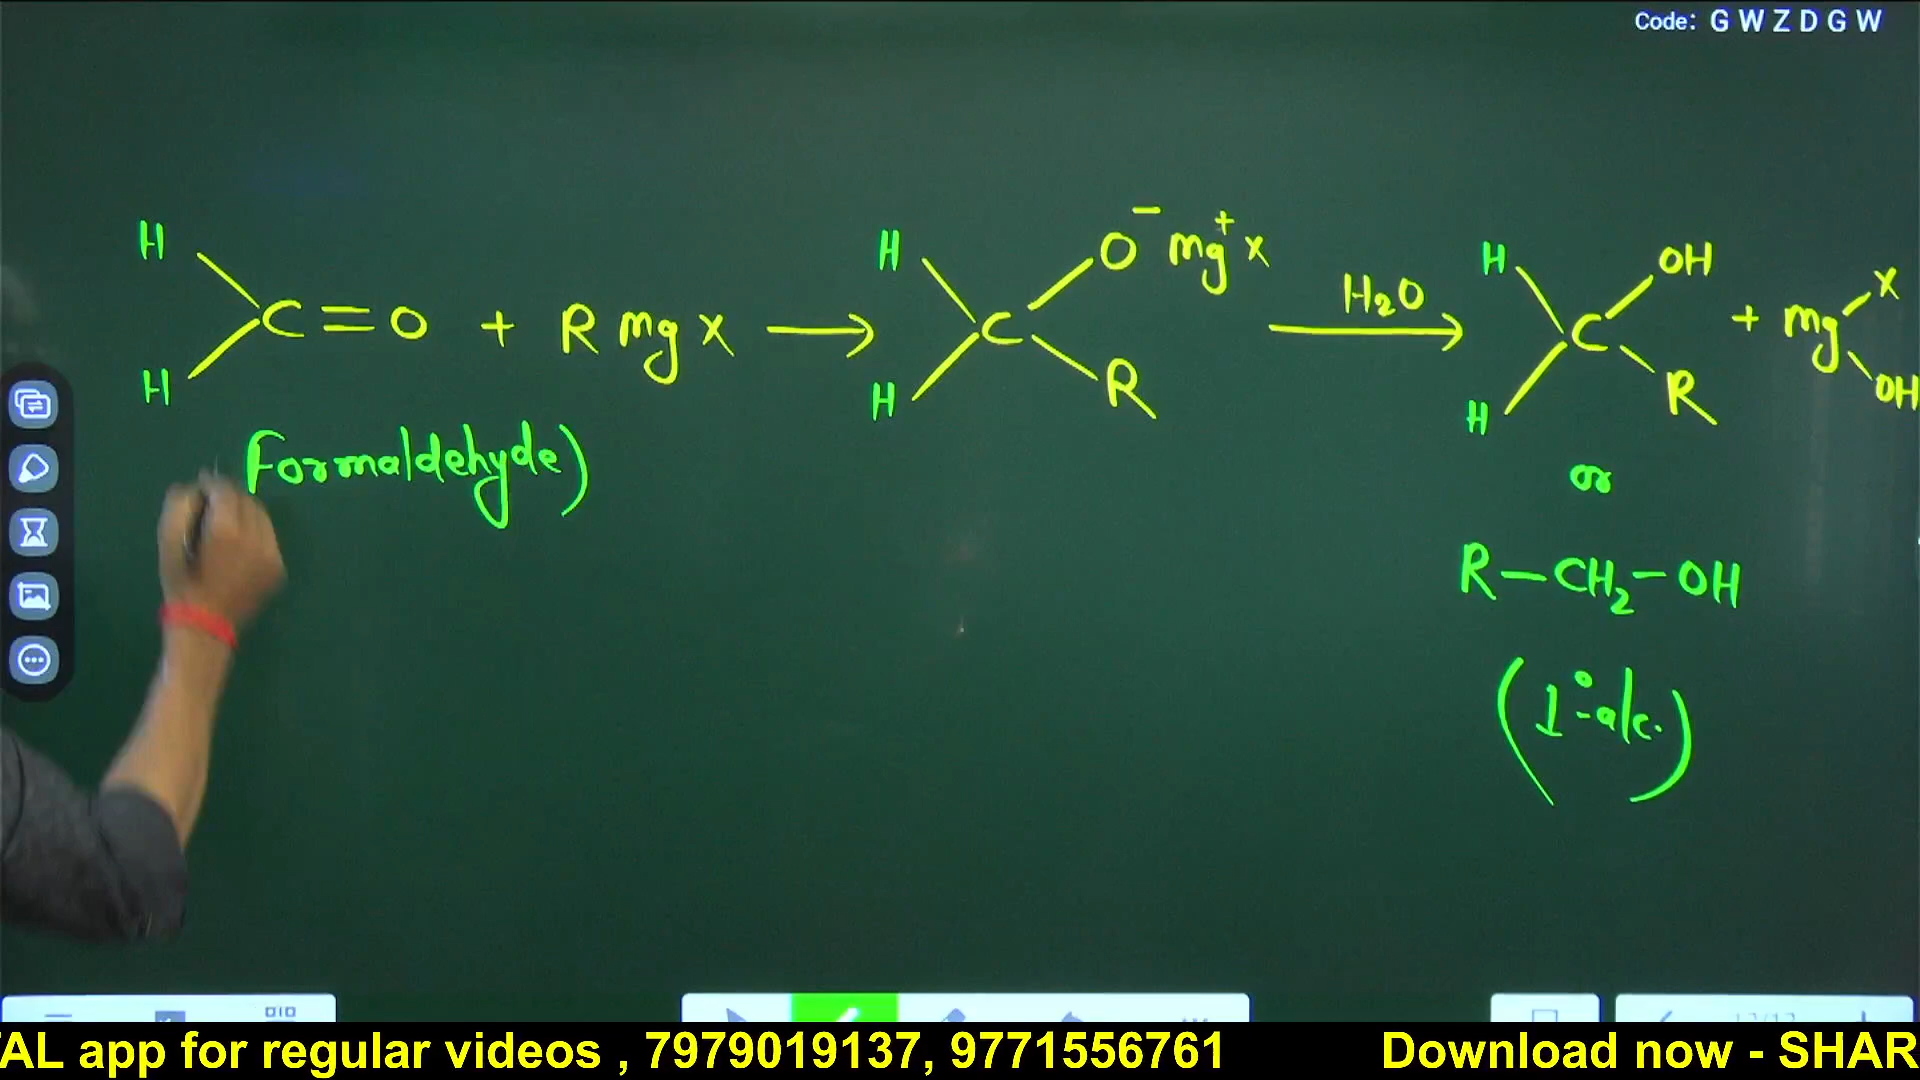 Code: G W Z D G W
H H C = O + R mg X → H H C O⁻ mg⁺ X R H₂O → H H C OH R + mg X OH
Formaldehyde)
or
R - CH₂ - OH
(1°-alc.)
AL app for regular videos , 7979019137, 9771556761 Download now - SHAR